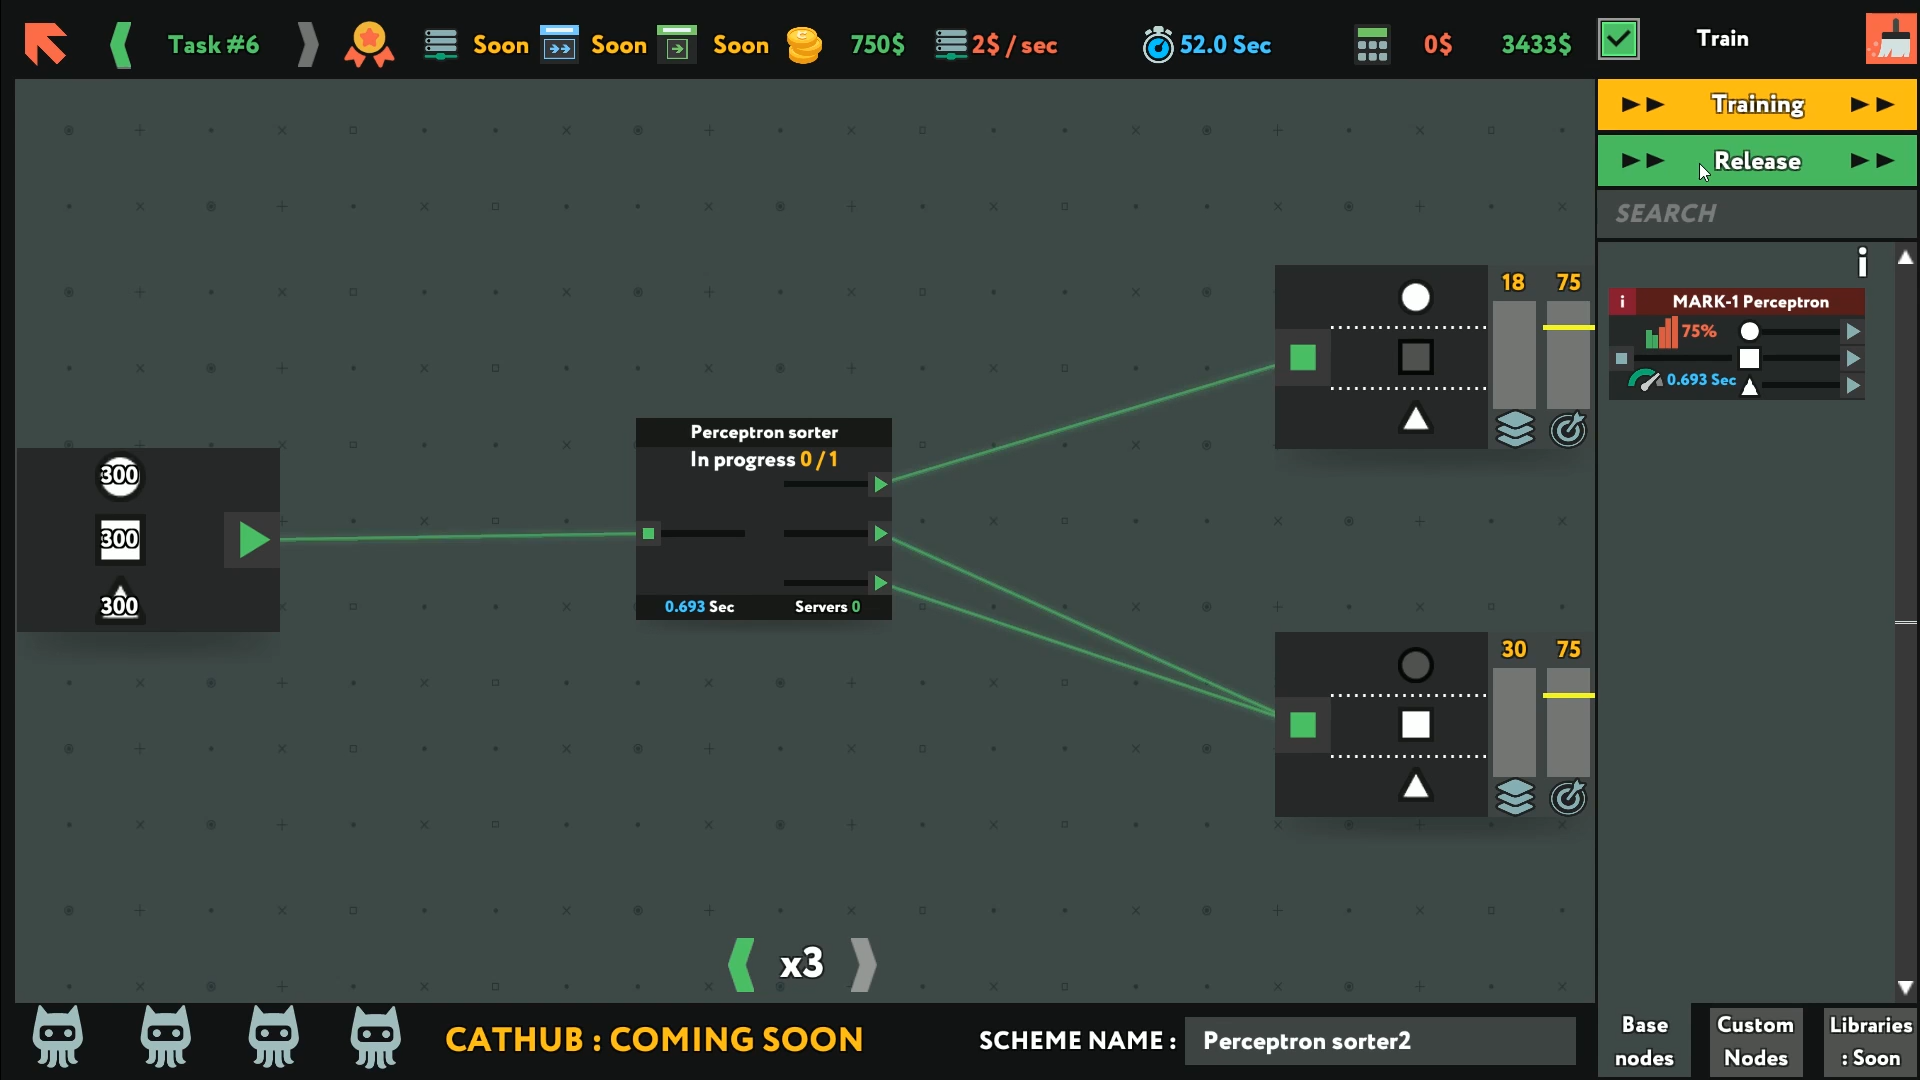 Task #6
Soon
Soon
Soon
750$
2$ / sec
52.0 Sec
0$
3433$
Train
Training
Release
SEARCH
i
i MARK-1 Perceptron
75%
0.693 Sec
300
300
300
Perceptron sorter
In progress 0 / 1
0.693 Sec Servers 0
18 75
30 75
x3
CATHUB : COMING SOON
SCHEME NAME : Perceptron sorter2
Base nodes
Custom Nodes
Libraries : Soon